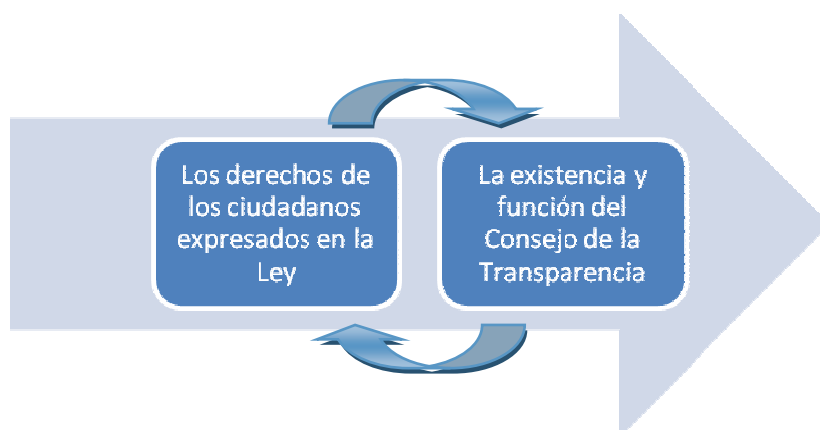 Los derechos de
los ciudadanos
expresados en la
Ley
La existencia y
función del
Consejo de la
Transparencia